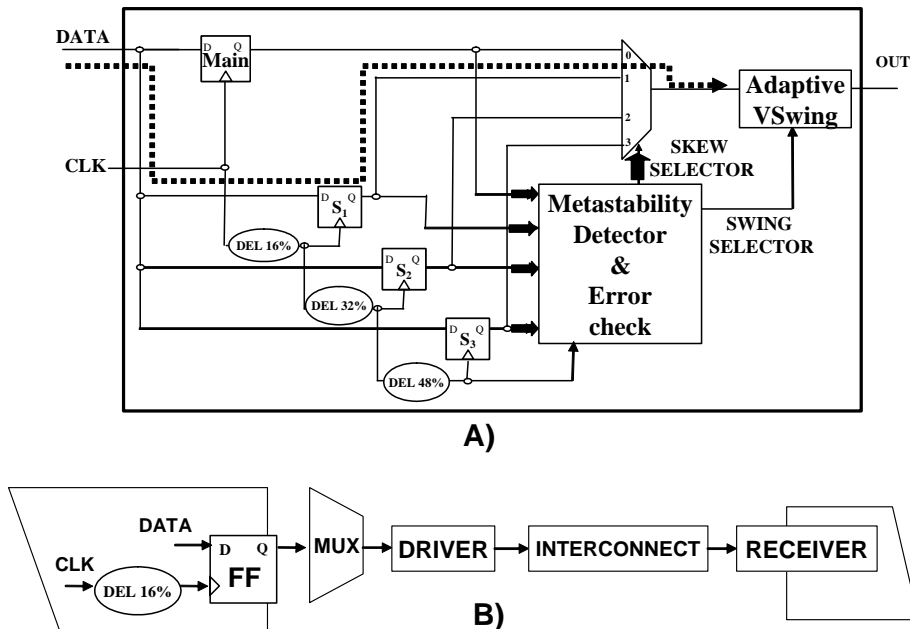 DATA
D Q
Main
0
1
2
3
Adaptive
VSwing
OUT
CLK
SKEW
SELECTOR
D Q
S1
DEL 16%
Metastability
Detector
&
Error
check
SWING
SELECTOR
D Q
S2
DEL 32%
D Q
S3
DEL 48%
A)
DATA
CLK
DEL 16%
D Q
FF
MUX
DRIVER
INTERCONNECT
RECEIVER
B)